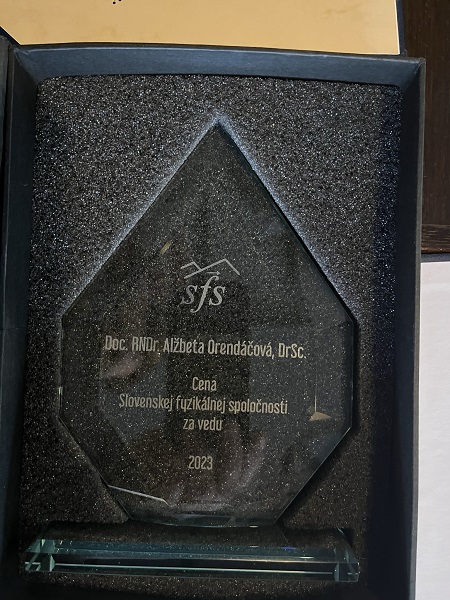 sfs
Doc. RNDr. Alžbeta Orendáčová, DrSc.
Cena
Slovenskej fyzikálnej spoločnosti
za vedu
2023